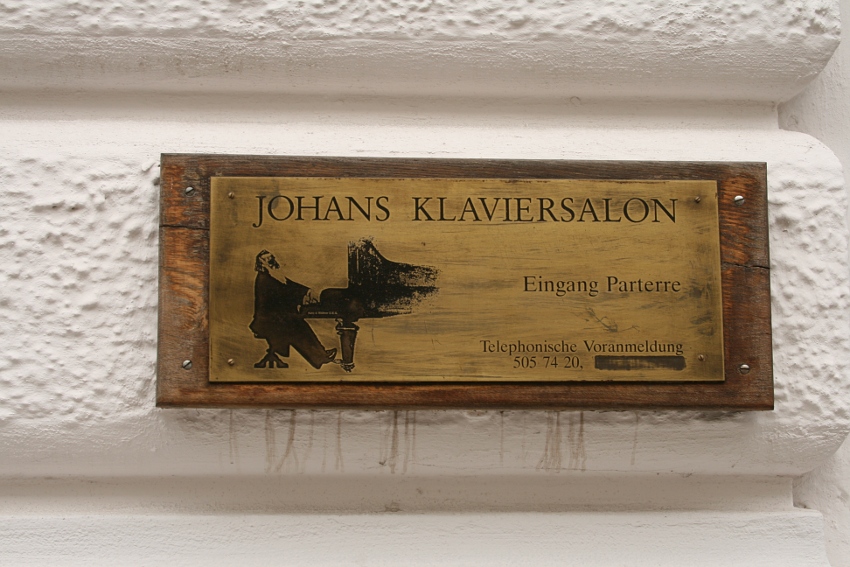 JOHANS KLAVIERSALON
Eingang Parterre
Telephonische Voranmeldung
505 74 20,